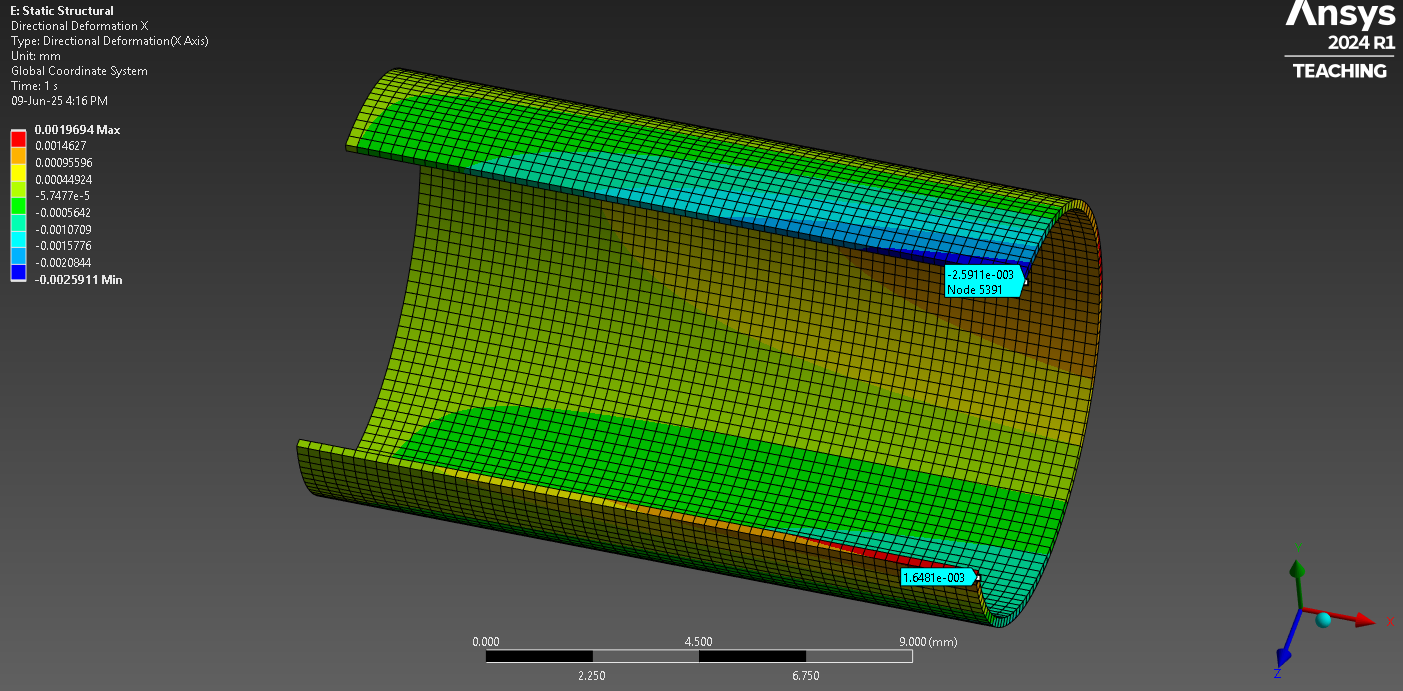 E: Static Structural
Directional Deformation X
Type: Directional Deformation(X Axis)
Unit: mm
Global Coordinate System
Time: 1 s
09-Jun-25 4:16 PM
0.0019694 Max
0.0014627
0.00095596
0.00044924
-5.7477e-5
-0.0005642
-0.0010709
-0.0015776
-0.0020844
-0.0025911 Min
Ansys
2024 R1
TEACHING
-2.5911e-003
Node 5391
1.6481e-003
0.000 4.500 9.000 (mm)
2.250 6.750
Y
X
Z